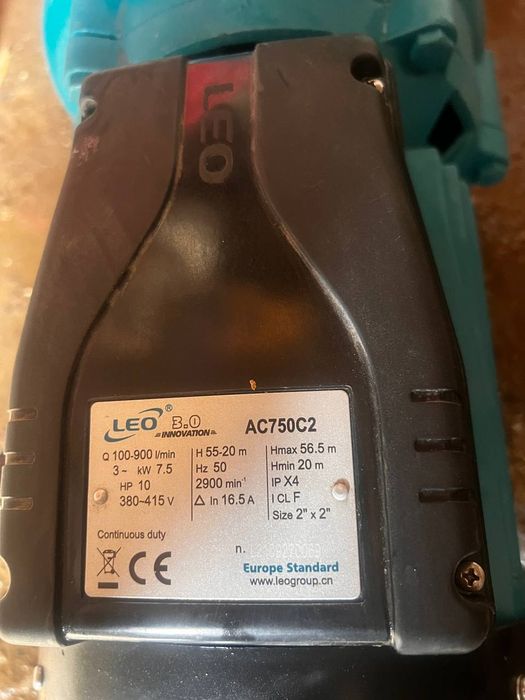 LEO
LEO® 3.0 INNOVATION AC750C2
Q 100-900 l/min H 55-20 m Hmax 56.5 m
3~ kW 7.5 Hz 50 Hmin 20 m
HP 10 2900 min⁻¹ IP X4
380-415 V Δ In 16.5 A I CL F
Size 2" x 2"
Continuous duty
n.
CE Europe Standard
www.leogroup.cn